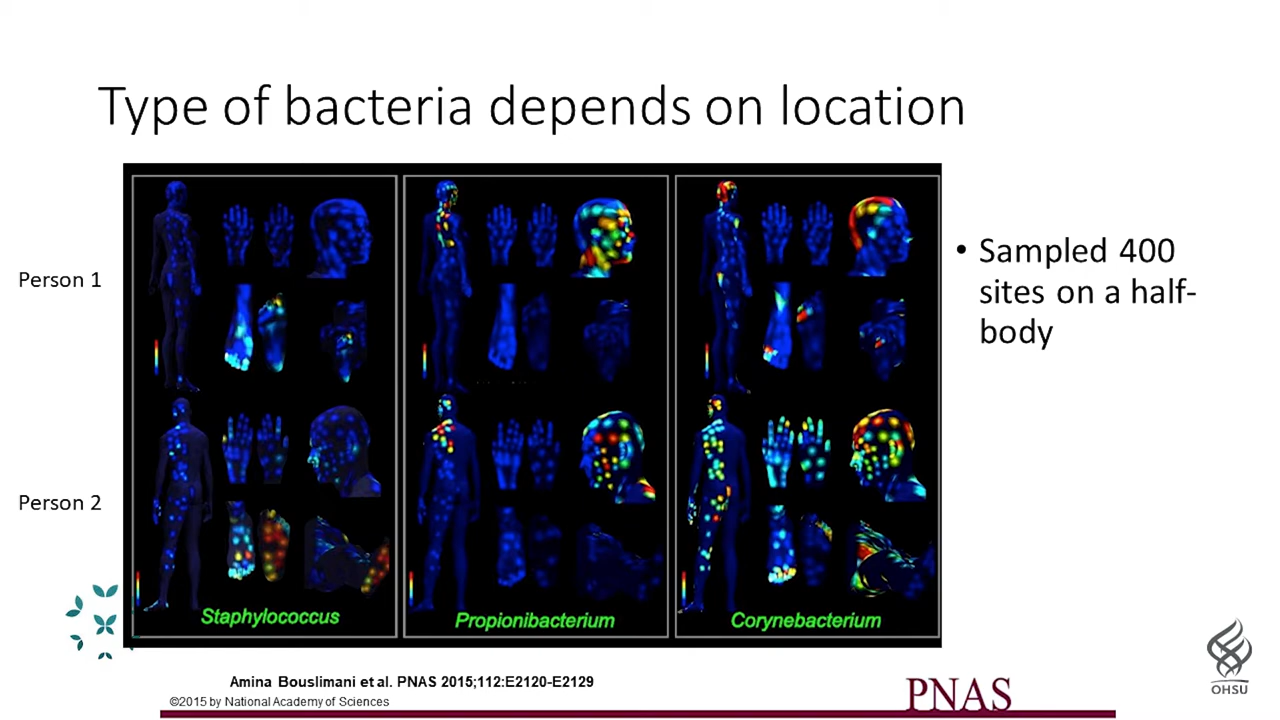 Type of bacteria depends on location
Person 1
Person 2
Staphylococcus
Propionibacterium
Corynebacterium
• Sampled 400
sites on a half-
body
Amina Bouslimani et al. PNAS 2015;112:E2120-E2129
©2015 by National Academy of Sciences
PNAS
OHSU